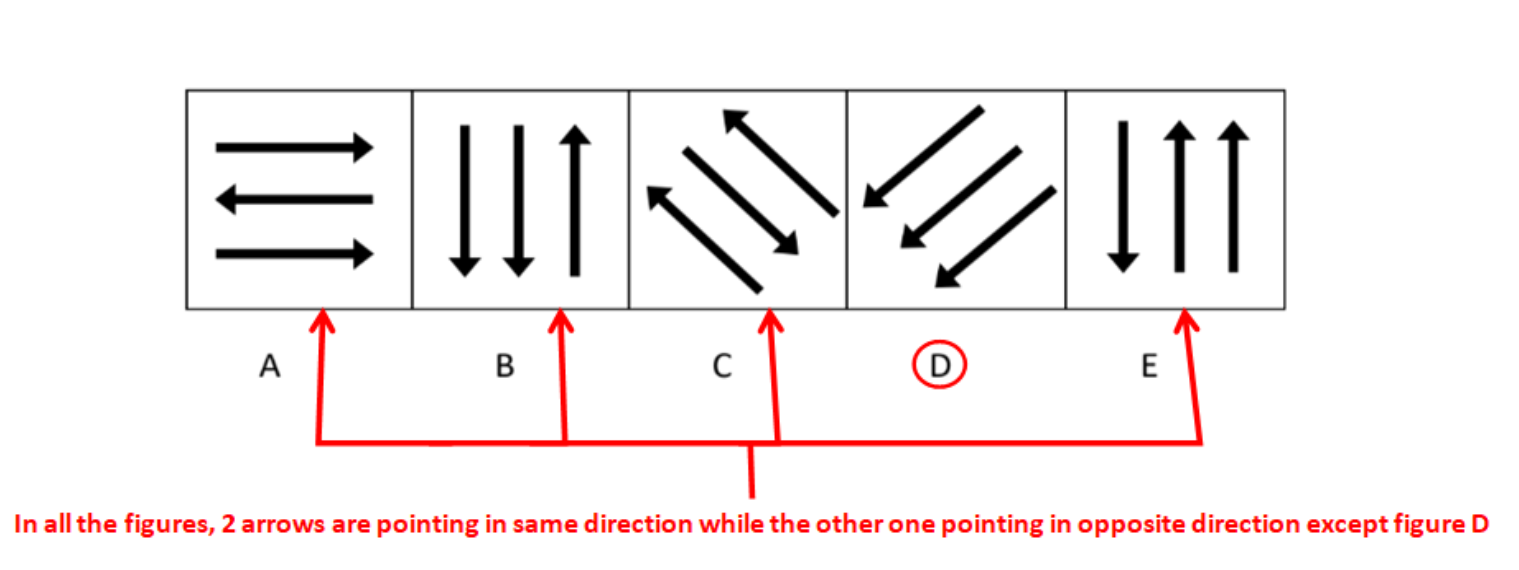 A B C D E
In all the figures, 2 arrows are pointing in same direction while the other one pointing in opposite direction except figure D